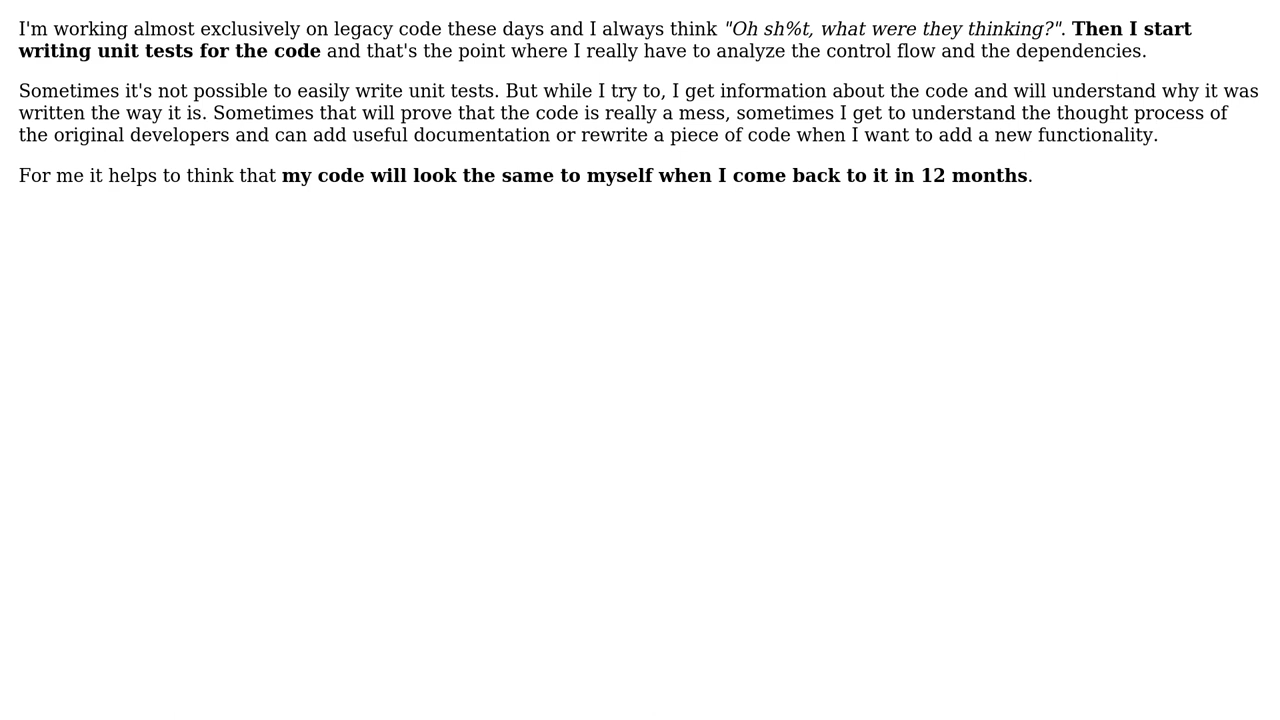 I'm working almost exclusively on legacy code these days and I always think "Oh sh%t, what were they thinking?". Then I start
writing unit tests for the code and that's the point where I really have to analyze the control flow and the dependencies.
Sometimes it's not possible to easily write unit tests. But while I try to, I get information about the code and will understand why it was
written the way it is. Sometimes that will prove that the code is really a mess, sometimes I get to understand the thought process of
the original developers and can add useful documentation or rewrite a piece of code when I want to add a new functionality.
For me it helps to think that my code will look the same to myself when I come back to it in 12 months.